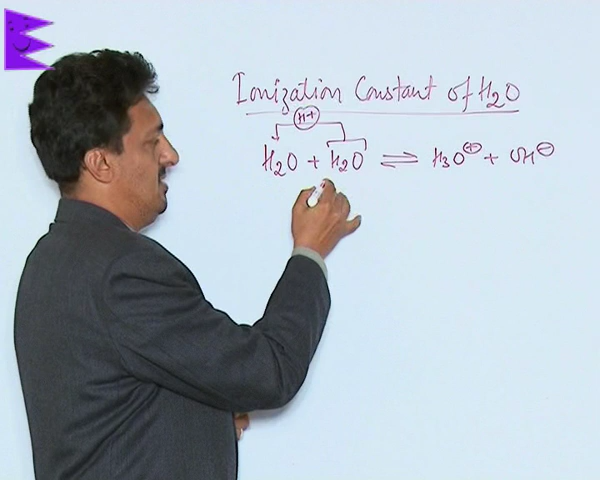 Ionization Constant of H2O
H+
H2O + H2O ⇌ H3O⊕ + OH⊖